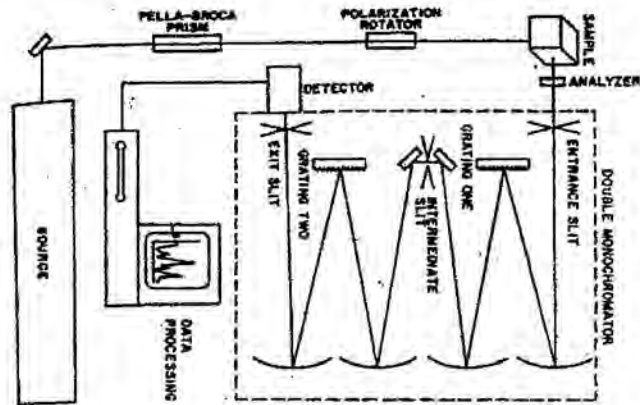 PELLA-BROCA
PRISM
POLARIZATION
ROTATOR
SAMPLE
ANALYZER
DETECTOR
EXIT SLIT
GRATING TWO
INTERMEDIATE
SLIT
GRATING ONE
ENTRANCE SLIT
DOUBLE MONOCHROMATOR
SOURCE
DATA
PROCESSING